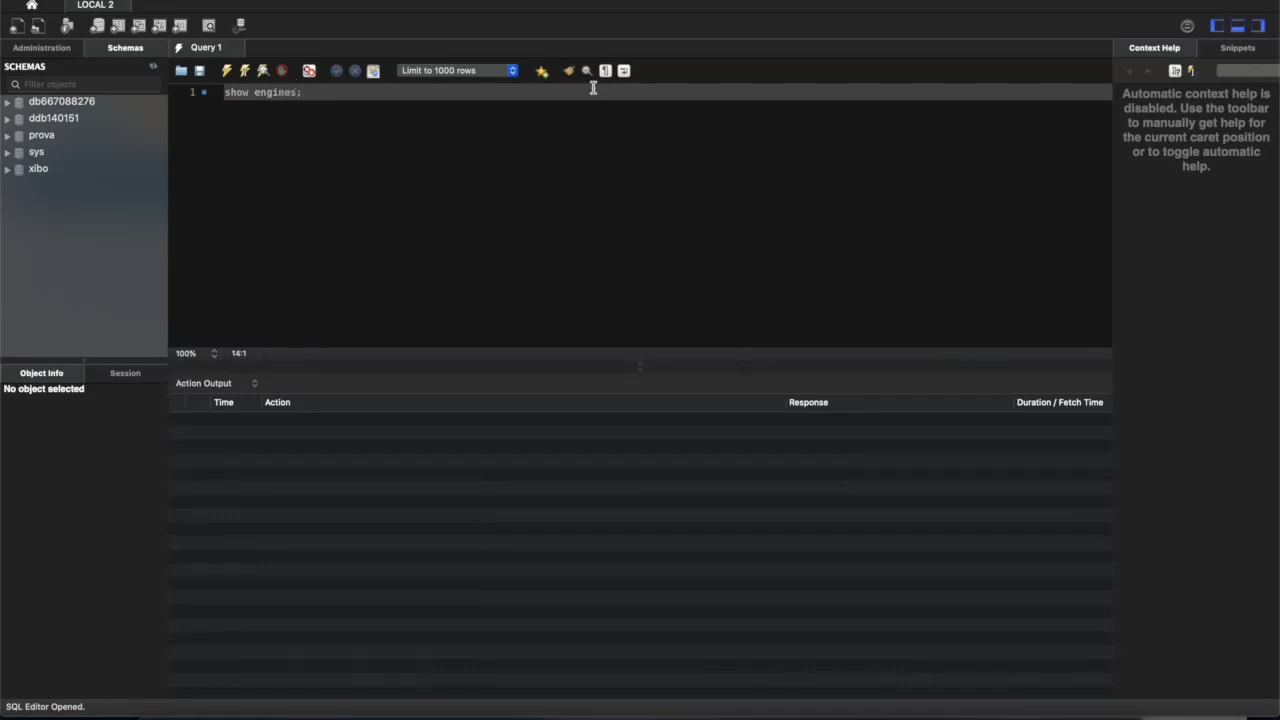 LOCAL 2
Administration
Schemas
Query 1
Context Help
Snippets
SCHEMAS
Filter objects
Limit to 1000 rows
db667088276
ddb140151
prova
sys
xibo
1
show engines;
Automatic context help is
disabled. Use the toolbar
to manually get help for
the current caret position
or to toggle automatic
help.
100%
14:1
Object Info
Session
No object selected
Action Output
Time
Action
Response
Duration / Fetch Time
SQL Editor Opened.